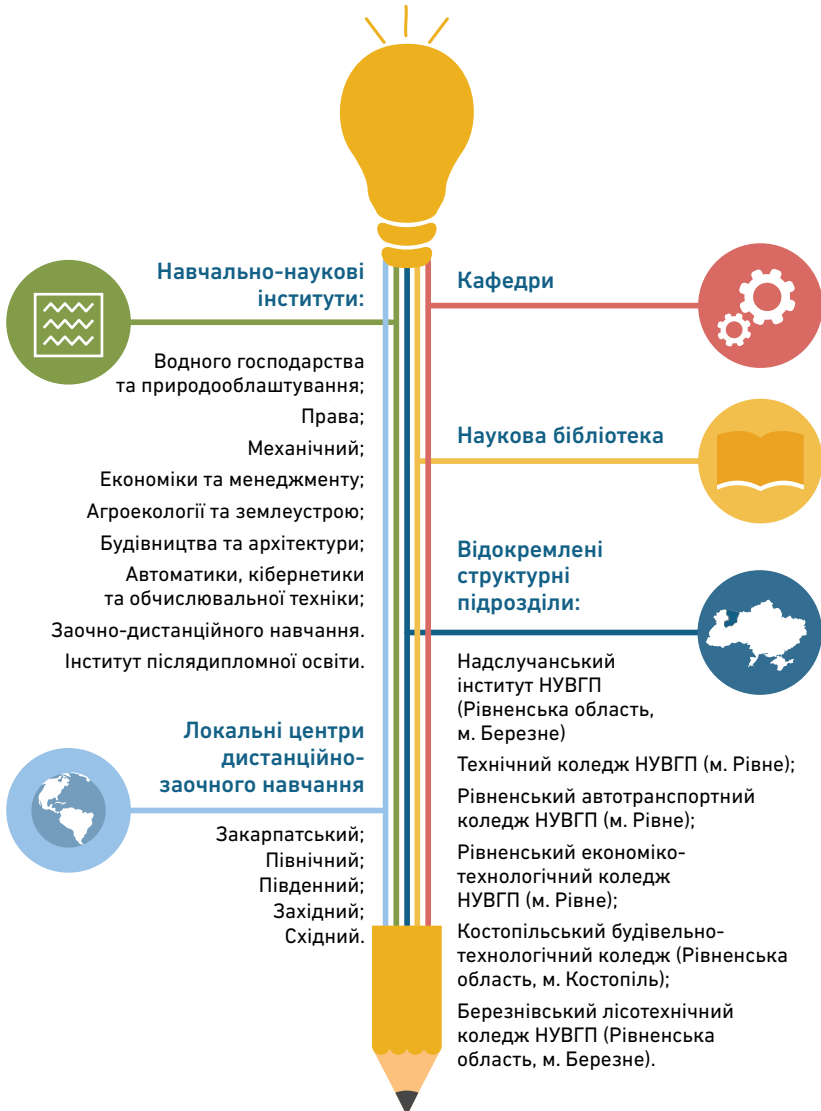 Навчально-наукові
інститути:
Водного господарства
та природооблаштування;
Права;
Механічний;
Економіки та менеджменту;
Агроекології та землеустрою;
Будівництва та архітектури;
Автоматики, кібернетики
та обчислювальної техніки;
Заочно-дистанційного навчання.
Інститут післядипломної освіти.
Локальні центри
дистанційно-
заочного навчання
Закарпатський;
Північний;
Південний;
Західний;
Східний.
Кафедри
Наукова бібліотека
Відокремлені
структурні
підрозділи:
Надслучанський
інститут НУВГП
(Рівненська область,
м. Березне)
Технічний коледж НУВГП (м. Рівне);
Рівненський автотранспортний
коледж НУВГП (м. Рівне);
Рівненський економіко-
технологічний коледж
НУВГП (м. Рівне);
Костопільський будівельно-
технологічний коледж (Рівненська
область, м. Костопіль);
Березнівський лісотехнічний
коледж НУВГП (Рівненська
область, м. Березне).